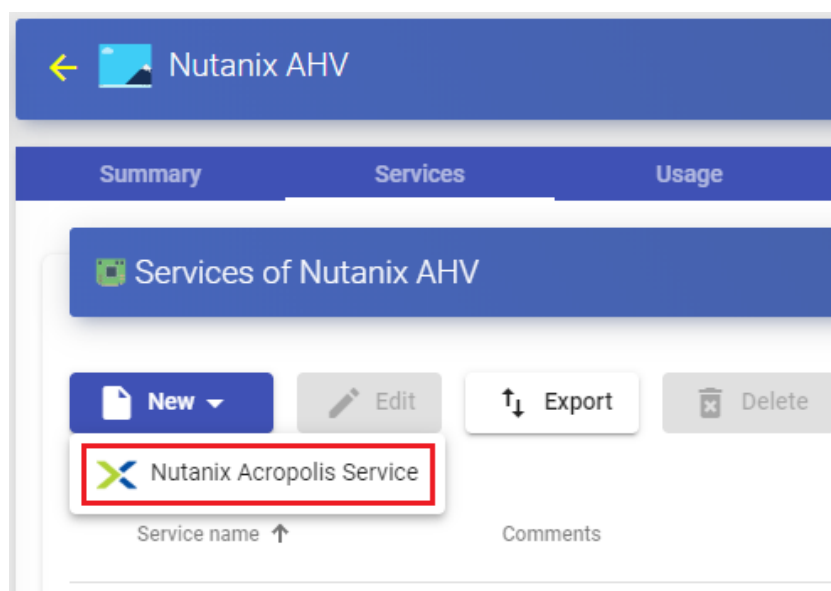 Nutanix AHV
Summary Services Usage
Services of Nutanix AHV
New Edit Export Delete
Nutanix Acropolis Service
Service name Comments